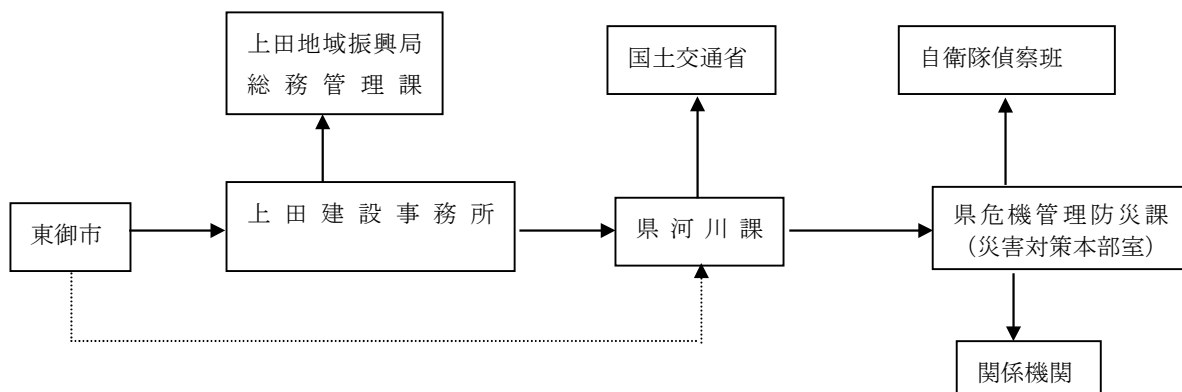 上田地域振興局
総務管理課
国土交通省
自衛隊偵察班
東御市
上田建設事務所
県河川課
県危機管理防災課
（災害対策本部室）
関係機関